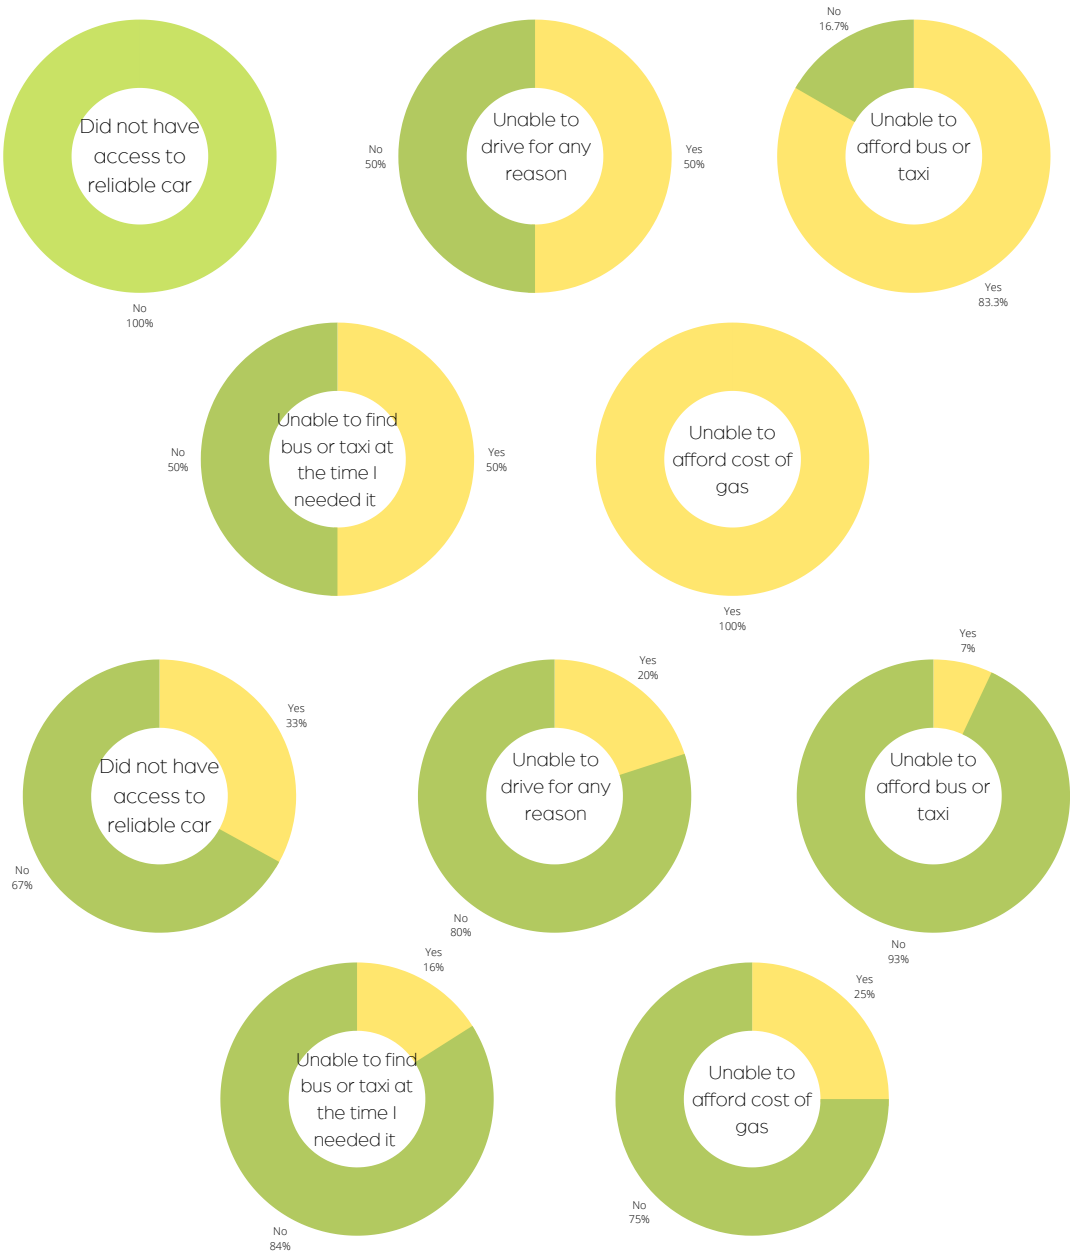 Did not have
access to
reliable car
No
100%
Unable to
drive for any
reason
No
50%
Yes
50%
No
16.7%
Unable to
afford bus or
taxi
Yes
83.3%
Unable to find
bus or taxi at
the time I
needed it
No
50%
Yes
50%
Unable to
afford cost of
gas
Yes
100%
Did not have
access to
reliable car
Yes
33%
No
67%
Yes
20%
Unable to
drive for any
reason
No
80%
Yes
7%
Unable to
afford bus or
taxi
No
93%
Yes
16%
Unable to find
bus or taxi at
the time I
needed it
No
84%
Yes
25%
Unable to
afford cost of
gas
No
75%